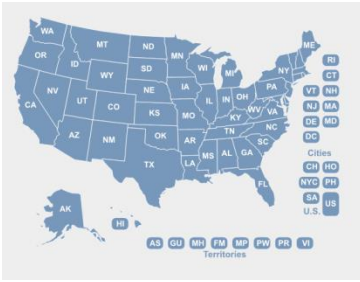 WA
MT
ND
MN
ME
OR
ID
SD
WI
MI
NY
RI
WY
CT
NV
NE
IA
PA
VT NH
CA
UT
CO
IL
IN
OH
NJ MA
KS
MO
WV
VA
DE MD
KY
DC
AZ
NM
OK
AR
TN
NC
SC
Cities
TX
LA
MS
AL
GA
CH HO
NYC PH
FL
SA
U.S.
US
AK
HI
AS GU MH FM MP PW PR VI
Territories